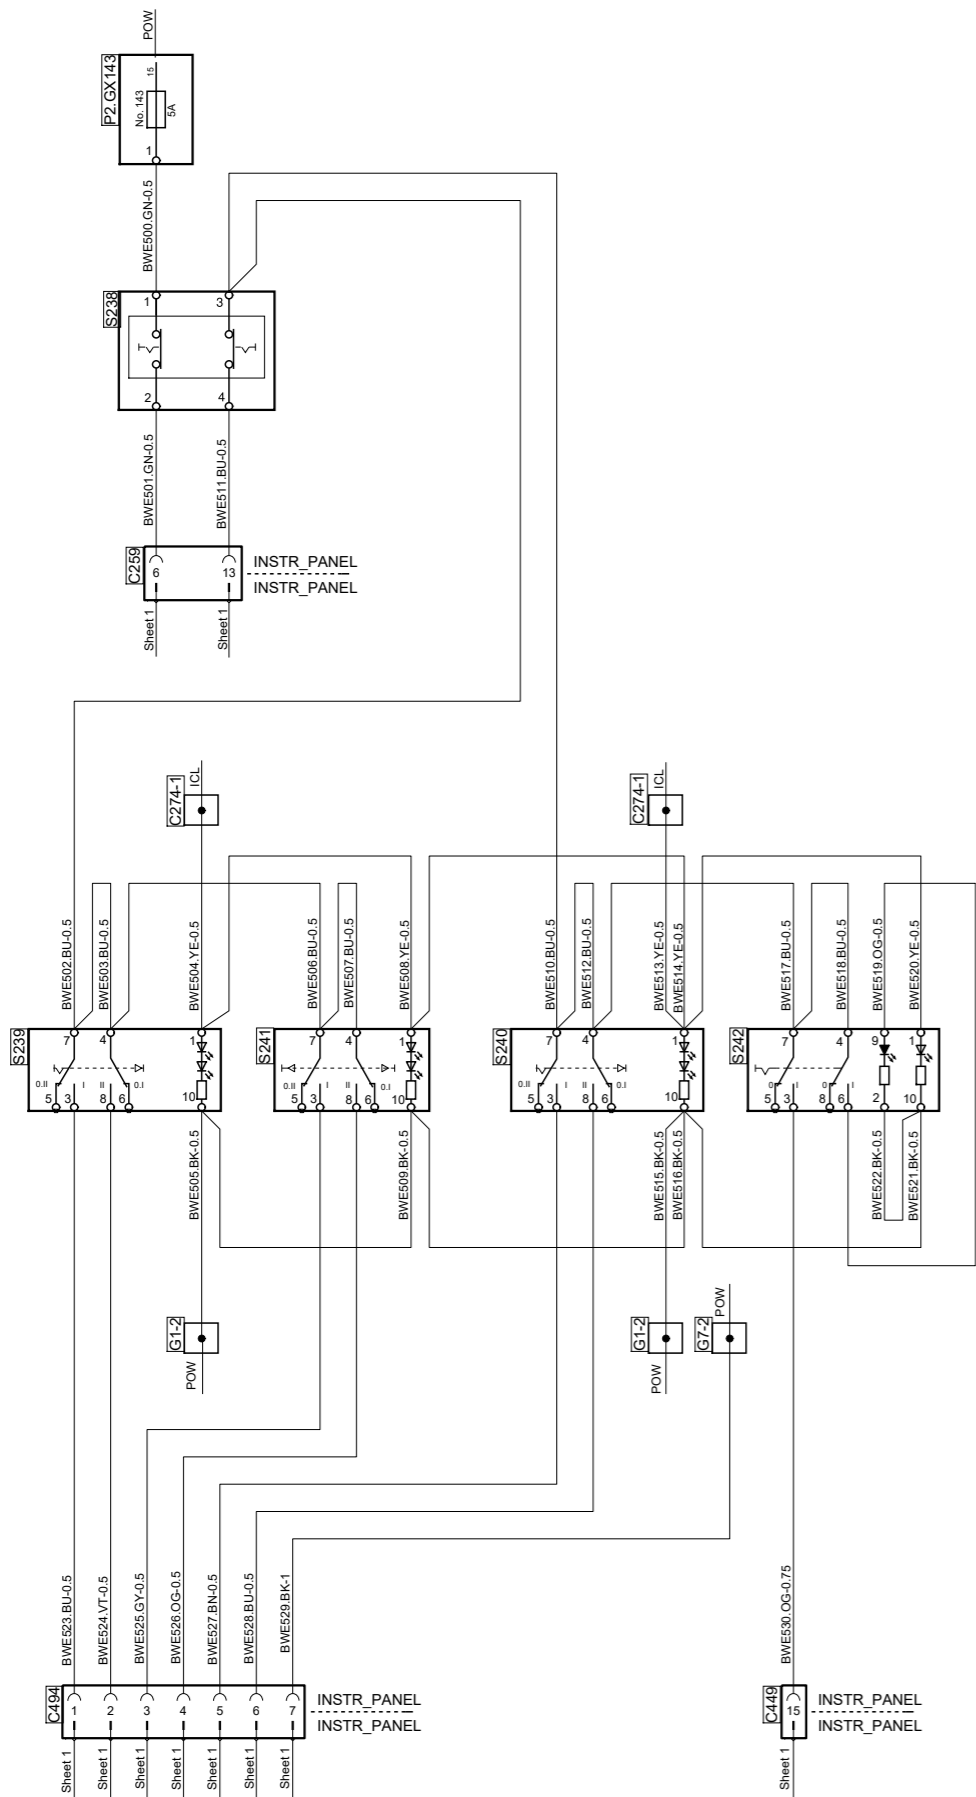 POW
P2. GX143
15
No. 143
5A
1
BWE500.GN-0.5
S238
1
3
2
4
BWE501.GN-0.5
BWE511.BU-0.5
C259
6
13
INSTR_PANEL
INSTR_PANEL
Sheet 1
Sheet 1
C274-1
ICL
C274-1
ICL
BWE502.BU-0.5
BWE503.BU-0.5
BWE504.YE-0.5
BWE506.BU-0.5
BWE507.BU-0.5
BWE508.YE-0.5
BWE510.BU-0.5
BWE512.BU-0.5
BWE513.YE-0.5
BWE514.YE-0.5
BWE517.BU-0.5
BWE518.BU-0.5
BWE519.OG-0.5
BWE520.YE-0.5
S239
7
4
1
0.II
I
II
0.I
5
3
8
6
10
S241
7
4
1
0.II
I
II
0.I
5
3
8
6
10
S240
7
4
1
0.II
I
II
0.I
5
3
8
6
10
S242
7
4
9
1
0
I
0
I
5
3
8
6
2
10
BWE505.BK-0.5
BWE509.BK-0.5
BWE515.BK-0.5
BWE516.BK-0.5
BWE522.BK-0.5
BWE521.BK-0.5
G1-2
POW
G1-2
POW
G7-2
POW
BWE523.BU-0.5
BWE524.VT-0.5
BWE525.GY-0.5
BWE526.OG-0.5
BWE527.BN-0.5
BWE528.BU-0.5
BWE529.BK-1
BWE530.OG-0.75
C494
1
2
3
4
5
6
7
INSTR_PANEL
INSTR_PANEL
C449
15
INSTR_PANEL
INSTR_PANEL
Sheet 1
Sheet 1
Sheet 1
Sheet 1
Sheet 1
Sheet 1
Sheet 1
Sheet 1